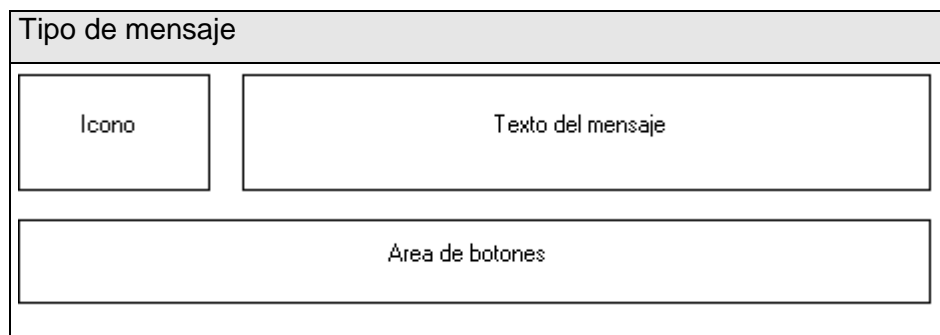 Tipo de mensaje
Icono
Texto del mensaje
Area de botones